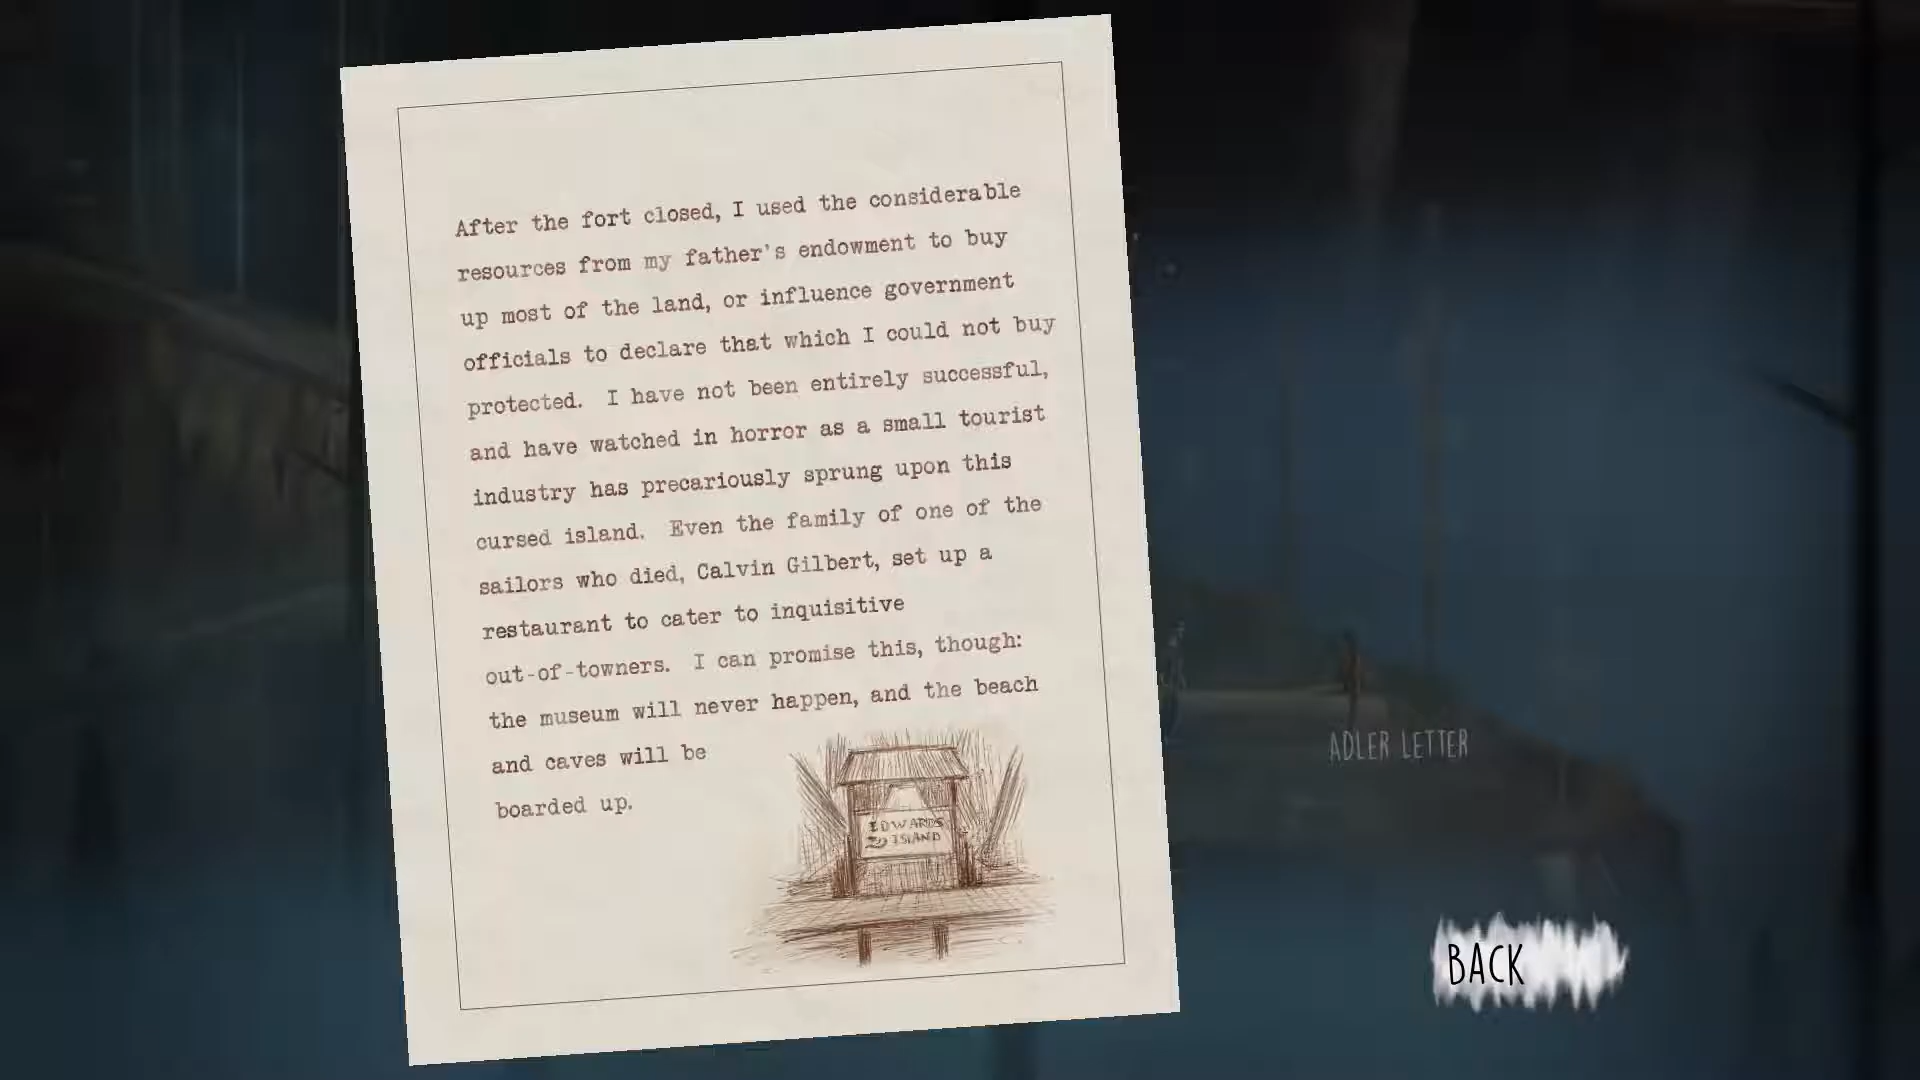 After the fort closed, I used the considerable
resources from my father's endowment to buy
up most of the land, or influence government
officials to declare that which I could not buy
protected. I have not been entirely successful,
and have watched in horror as a small tourist
industry has precariously sprung upon this
cursed island. Even the family of one of the
sailors who died, Calvin Gilbert, set up a
restaurant to cater to inquisitive
out-of-towners. I can promise this, though:
the museum will never happen, and the beach
and caves will be
boarded up.
EDWARDS
ISLAND
ADLER LETTER
BACK